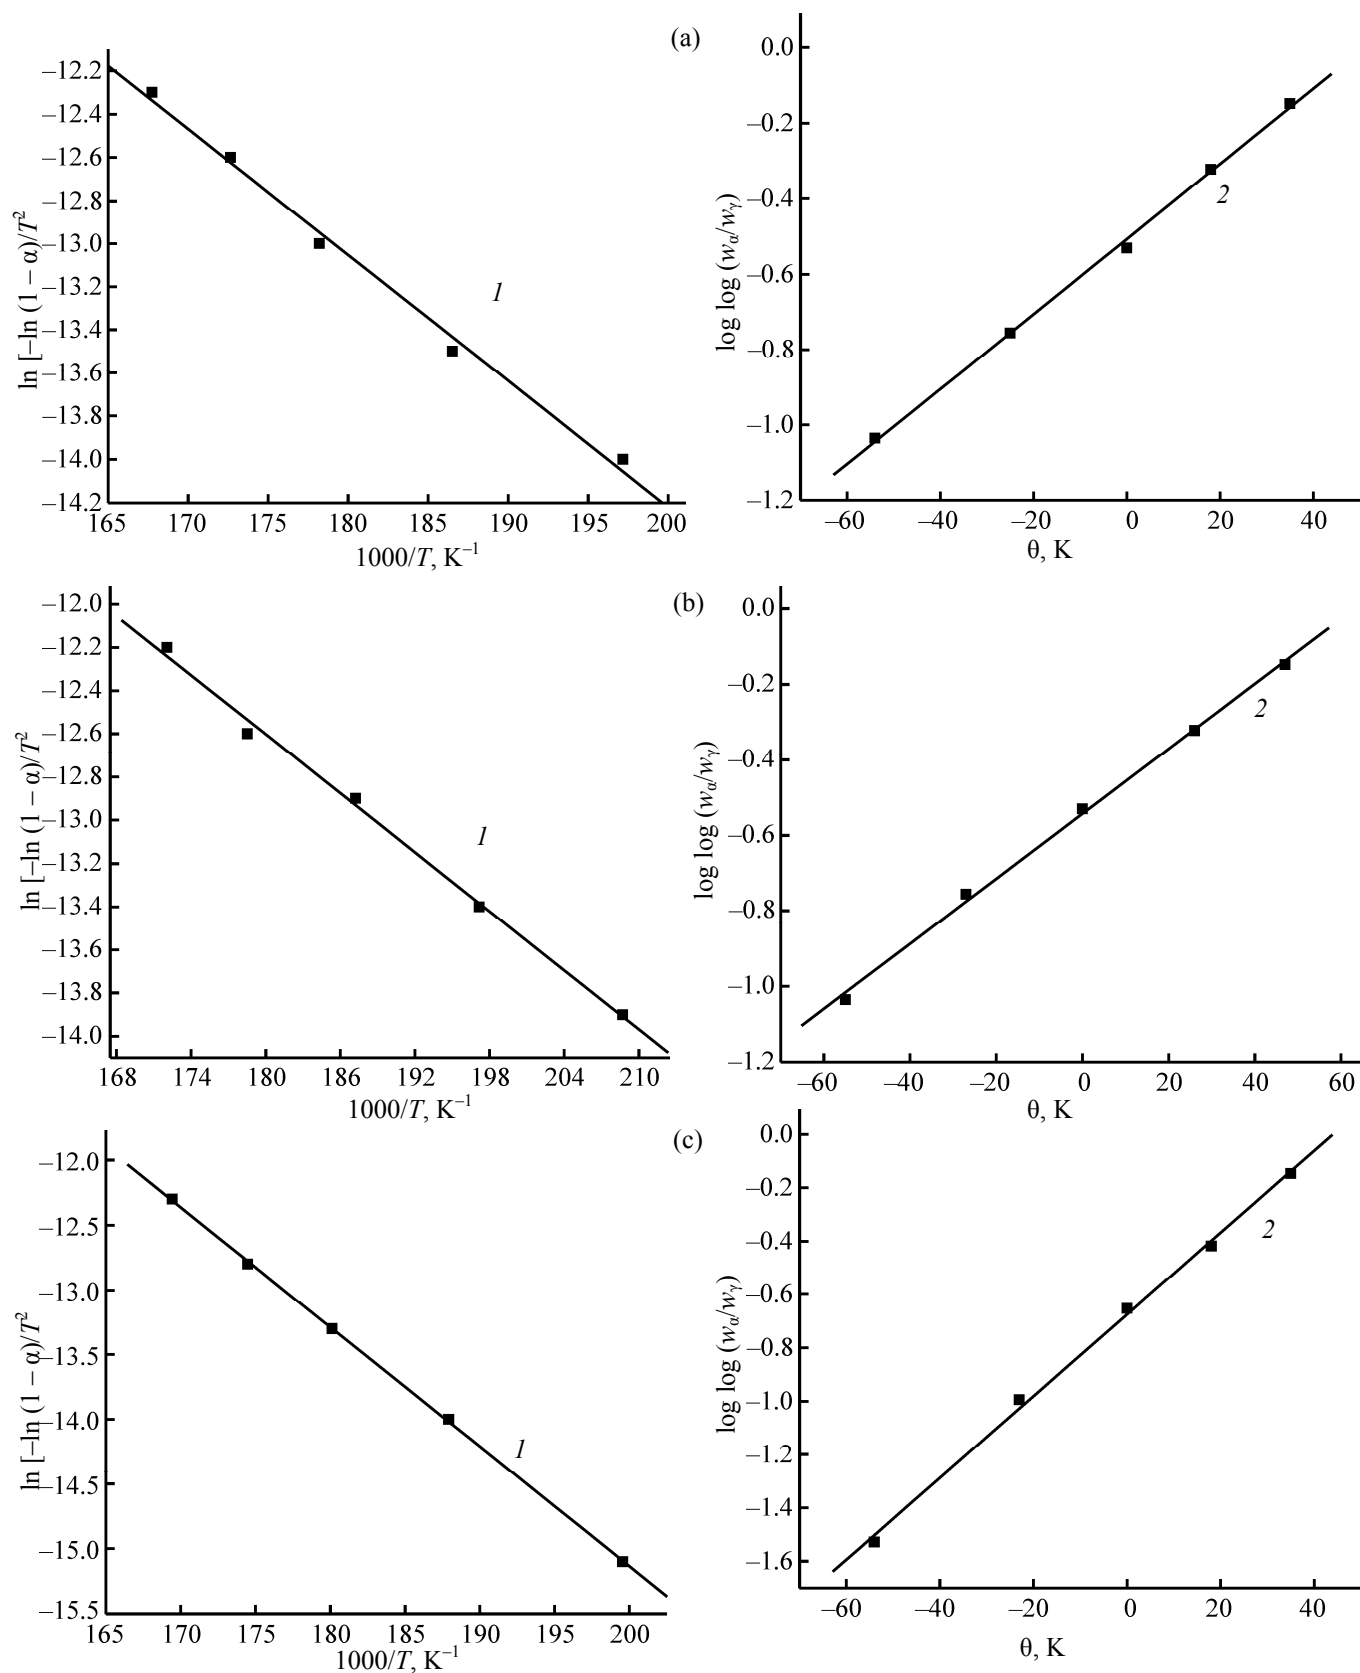 (a)
–12.2
–12.4
–12.6
–12.8
–13.0
–13.2
–13.4
–13.6
–13.8
–14.0
–14.2
ln [–ln (1 – α)/T²
1
165 170 175 180 185 190 195 200
1000/T, K⁻¹
0.0
–0.2
–0.4
–0.6
–0.8
–1.0
–1.2
log log (wα/wγ)
2
–60 –40 –20 0 20 40
θ, K
(b)
–12.0
–12.2
–12.4
–12.6
–12.8
–13.0
–13.2
–13.4
–13.6
–13.8
–14.0
ln [–ln (1 – α)/T²
1
168 174 180 186 192 198 204 210
1000/T, K⁻¹
0.0
–0.2
–0.4
–0.6
–0.8
–1.0
–1.2
log log (wα/wγ)
2
–60 –40 –20 0 20 40 60
θ, K
(c)
–12.0
–12.5
–13.0
–13.5
–14.0
–14.5
–15.0
–15.5
ln [–ln (1 – α)/T²
1
165 170 175 180 185 190 195 200
1000/T, K⁻¹
0.0
–0.2
–0.4
–0.6
–0.8
–1.0
–1.2
–1.4
–1.6
log log (wα/wγ)
2
–60 –40 –20 0 20 40
θ, K